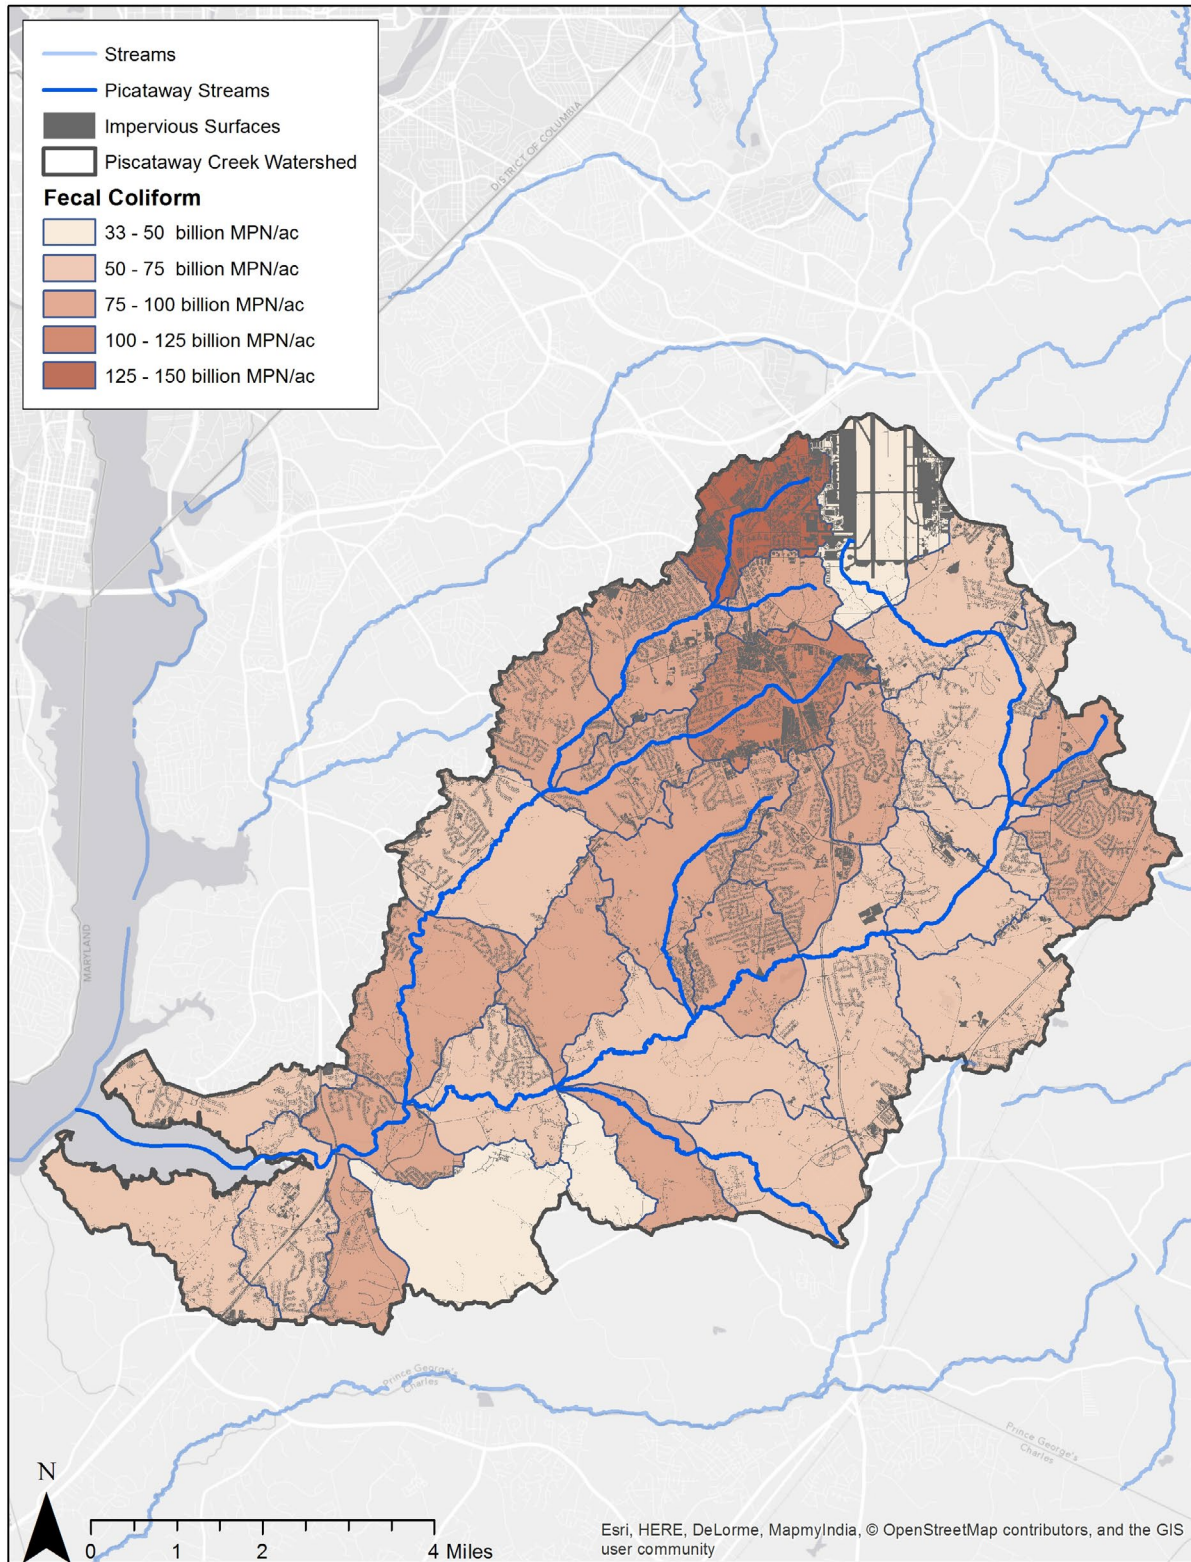 Streams
Picataway Streams
Impervious Surfaces
Piscataway Creek Watershed
Fecal Coliform
33 - 50 billion MPN/ac
50 - 75 billion MPN/ac
75 - 100 billion MPN/ac
100 - 125 billion MPN/ac
125 - 150 billion MPN/ac
DISTRICT OF COLUMBIA
MARYLAND
Prince George's
Charles
Prince George's
Charles
N
0 1 2 4 Miles
Esri, HERE, DeLorme, MapmyIndia, © OpenStreetMap contributors, and the GIS
user community